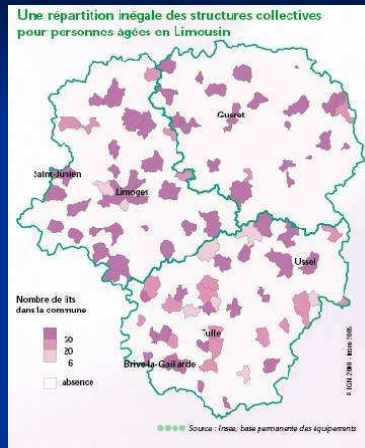 Une répartition inégale des structures collectives
pour personnes âgées en Limousin
Guéret
Saint-Junien
Limoges
Ussel
Nombre de lits
dans la commune
50
20
6
absence
Tulle
Brive-la-Gaillarde
Source : Insee, base permanente des équipements